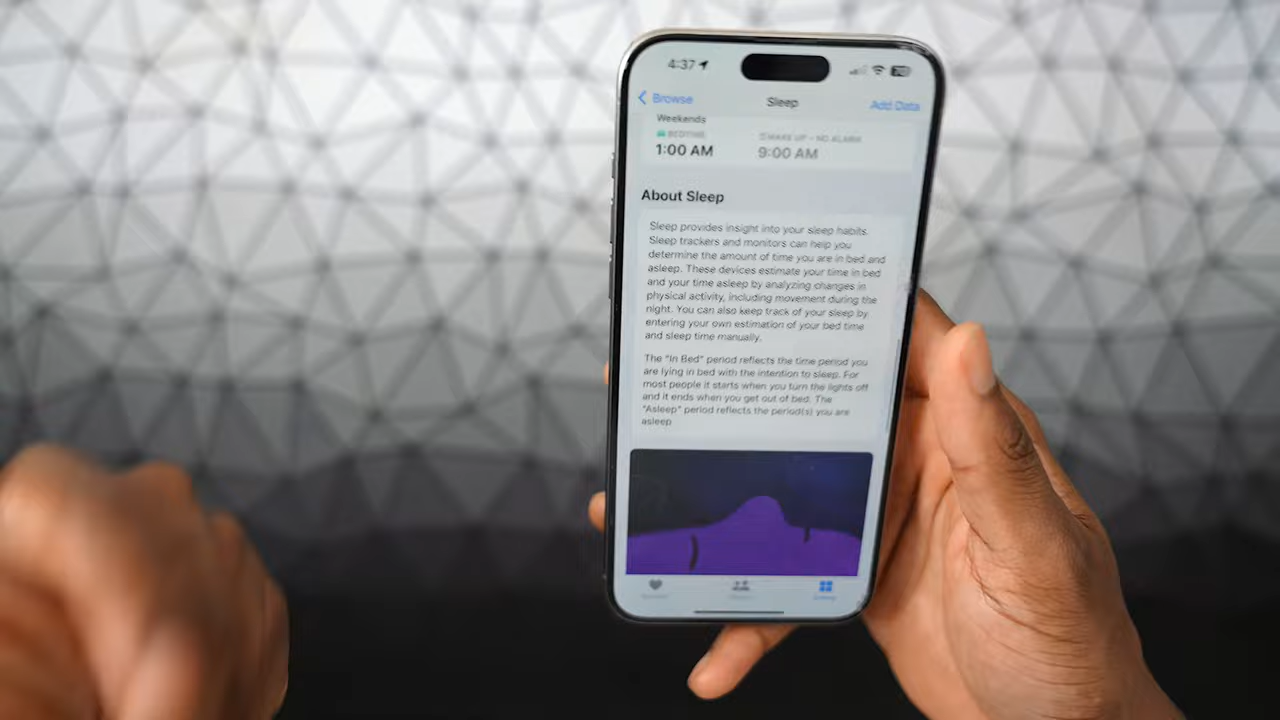 4:37
70
Browse
Sleep
Add Data
Weekends
BEDTIME
WAKE UP – NO ALARM
1:00 AM
9:00 AM
About Sleep
Sleep provides insight into your sleep habits.
Sleep trackers and monitors can help you
determine the amount of time you are in bed and
asleep. These devices estimate your time in bed
and your time asleep by analyzing changes in
physical activity, including movement during the
night. You can also keep track of your sleep by
entering your own estimation of your bed time
and sleep time manually.
The "In Bed" period reflects the time period you
are lying in bed with the intention to sleep. For
most people it starts when you turn the lights off
and it ends when you get out of bed. The
"Asleep" period reflects the period(s) you are
asleep